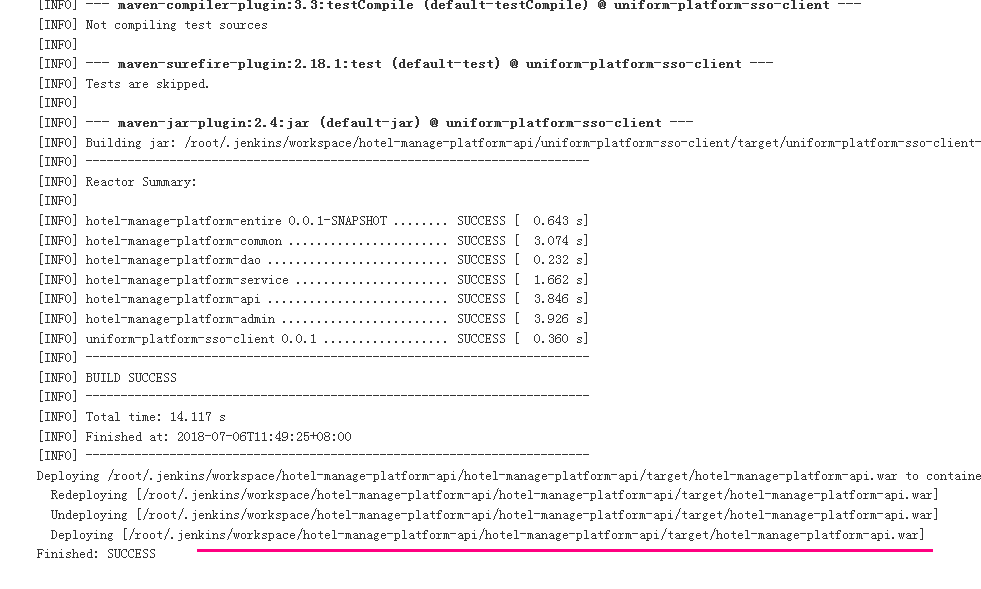 [INFO] --- maven-compiler-plugin:3.3:testCompile (default-testCompile) @ uniform-platform-sso-client ---
[INFO] Not compiling test sources
[INFO]
[INFO] --- maven-surefire-plugin:2.18.1:test (default-test) @ uniform-platform-sso-client ---
[INFO] Tests are skipped.
[INFO]
[INFO] --- maven-jar-plugin:2.4:jar (default-jar) @ uniform-platform-sso-client ---
[INFO] Building jar: /root/.jenkins/workspace/hotel-manage-platform-api/uniform-platform-sso-client/target/uniform-platform-sso-client-
[INFO] ------------------------------------------------------------------------
[INFO] Reactor Summary:
[INFO]
[INFO] hotel-manage-platform-entire 0.0.1-SNAPSHOT ........ SUCCESS [  0.643 s]
[INFO] hotel-manage-platform-common ....................... SUCCESS [  3.074 s]
[INFO] hotel-manage-platform-dao .......................... SUCCESS [  0.232 s]
[INFO] hotel-manage-platform-service ...................... SUCCESS [  1.662 s]
[INFO] hotel-manage-platform-api .......................... SUCCESS [  3.846 s]
[INFO] hotel-manage-platform-admin ........................ SUCCESS [  3.926 s]
[INFO] uniform-platform-sso-client 0.0.1 .................. SUCCESS [  0.360 s]
[INFO] ------------------------------------------------------------------------
[INFO] BUILD SUCCESS
[INFO] ------------------------------------------------------------------------
[INFO] Total time: 14.117 s
[INFO] Finished at: 2018-07-06T11:49:25+08:00
[INFO] ------------------------------------------------------------------------
Deploying /root/.jenkins/workspace/hotel-manage-platform-api/hotel-manage-platform-api/target/hotel-manage-platform-api.war to containe
  Redeploying [/root/.jenkins/workspace/hotel-manage-platform-api/hotel-manage-platform-api/target/hotel-manage-platform-api.war]
  Undeploying [/root/.jenkins/workspace/hotel-manage-platform-api/hotel-manage-platform-api/target/hotel-manage-platform-api.war]
  Deploying [/root/.jenkins/workspace/hotel-manage-platform-api/hotel-manage-platform-api/target/hotel-manage-platform-api.war]
Finished: SUCCESS